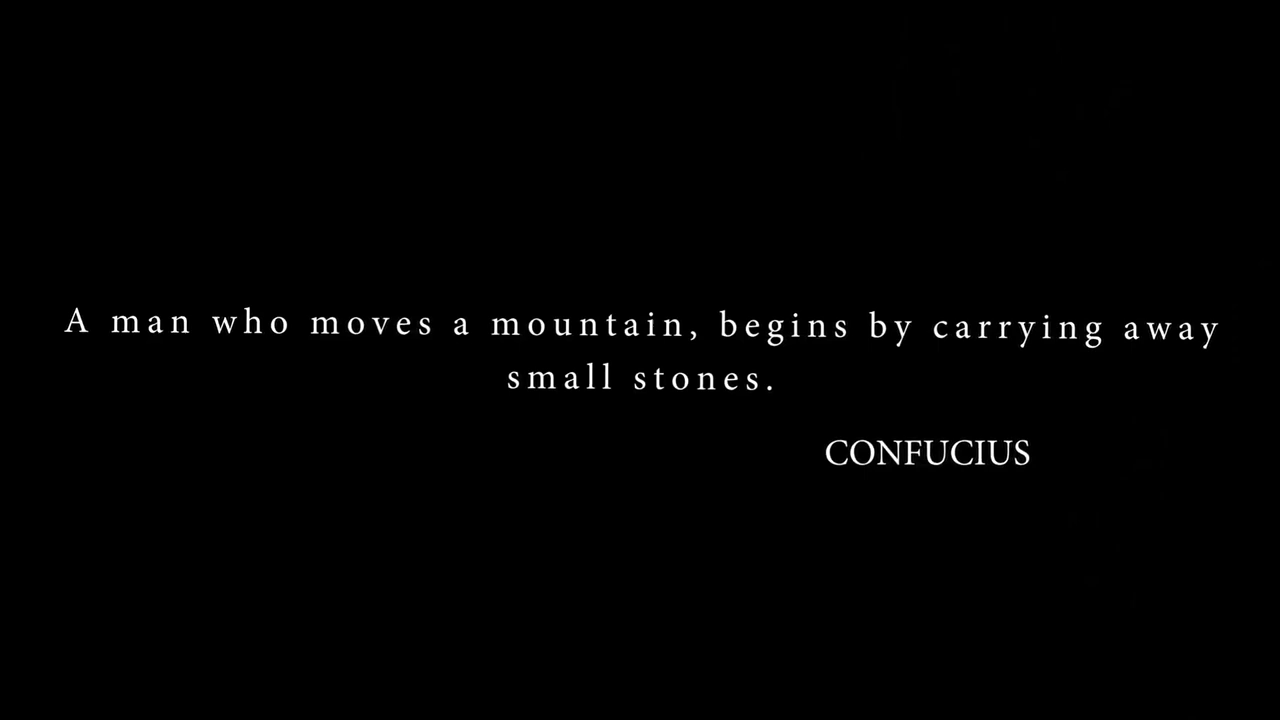 A man who moves a mountain, begins by carrying away
small stones.
CONFUCIUS